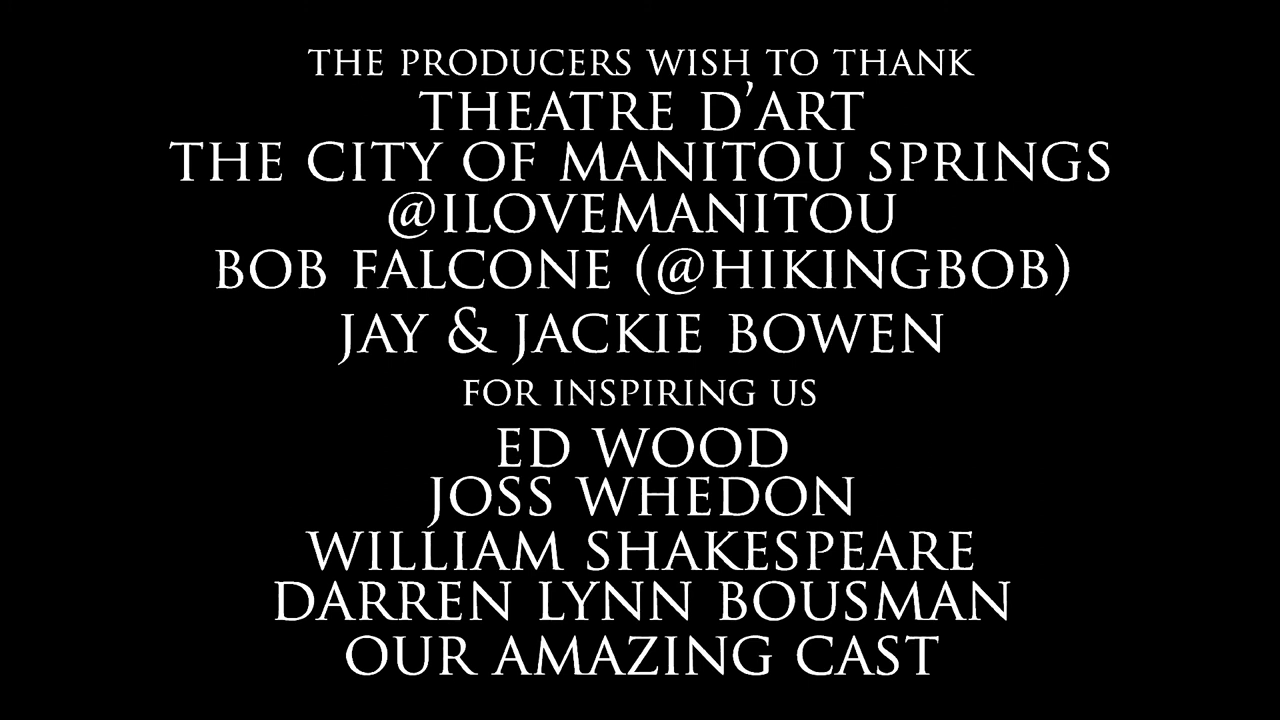 THE PRODUCERS WISH TO THANK
THEATRE D'ART
THE CITY OF MANITOU SPRINGS
@ILOVEMANITOU
BOB FALCONE (@HIKINGBOB)
JAY & JACKIE BOWEN
FOR INSPIRING US
ED WOOD
JOSS WHEDON
WILLIAM SHAKESPEARE
DARREN LYNN BOUSMAN
OUR AMAZING CAST